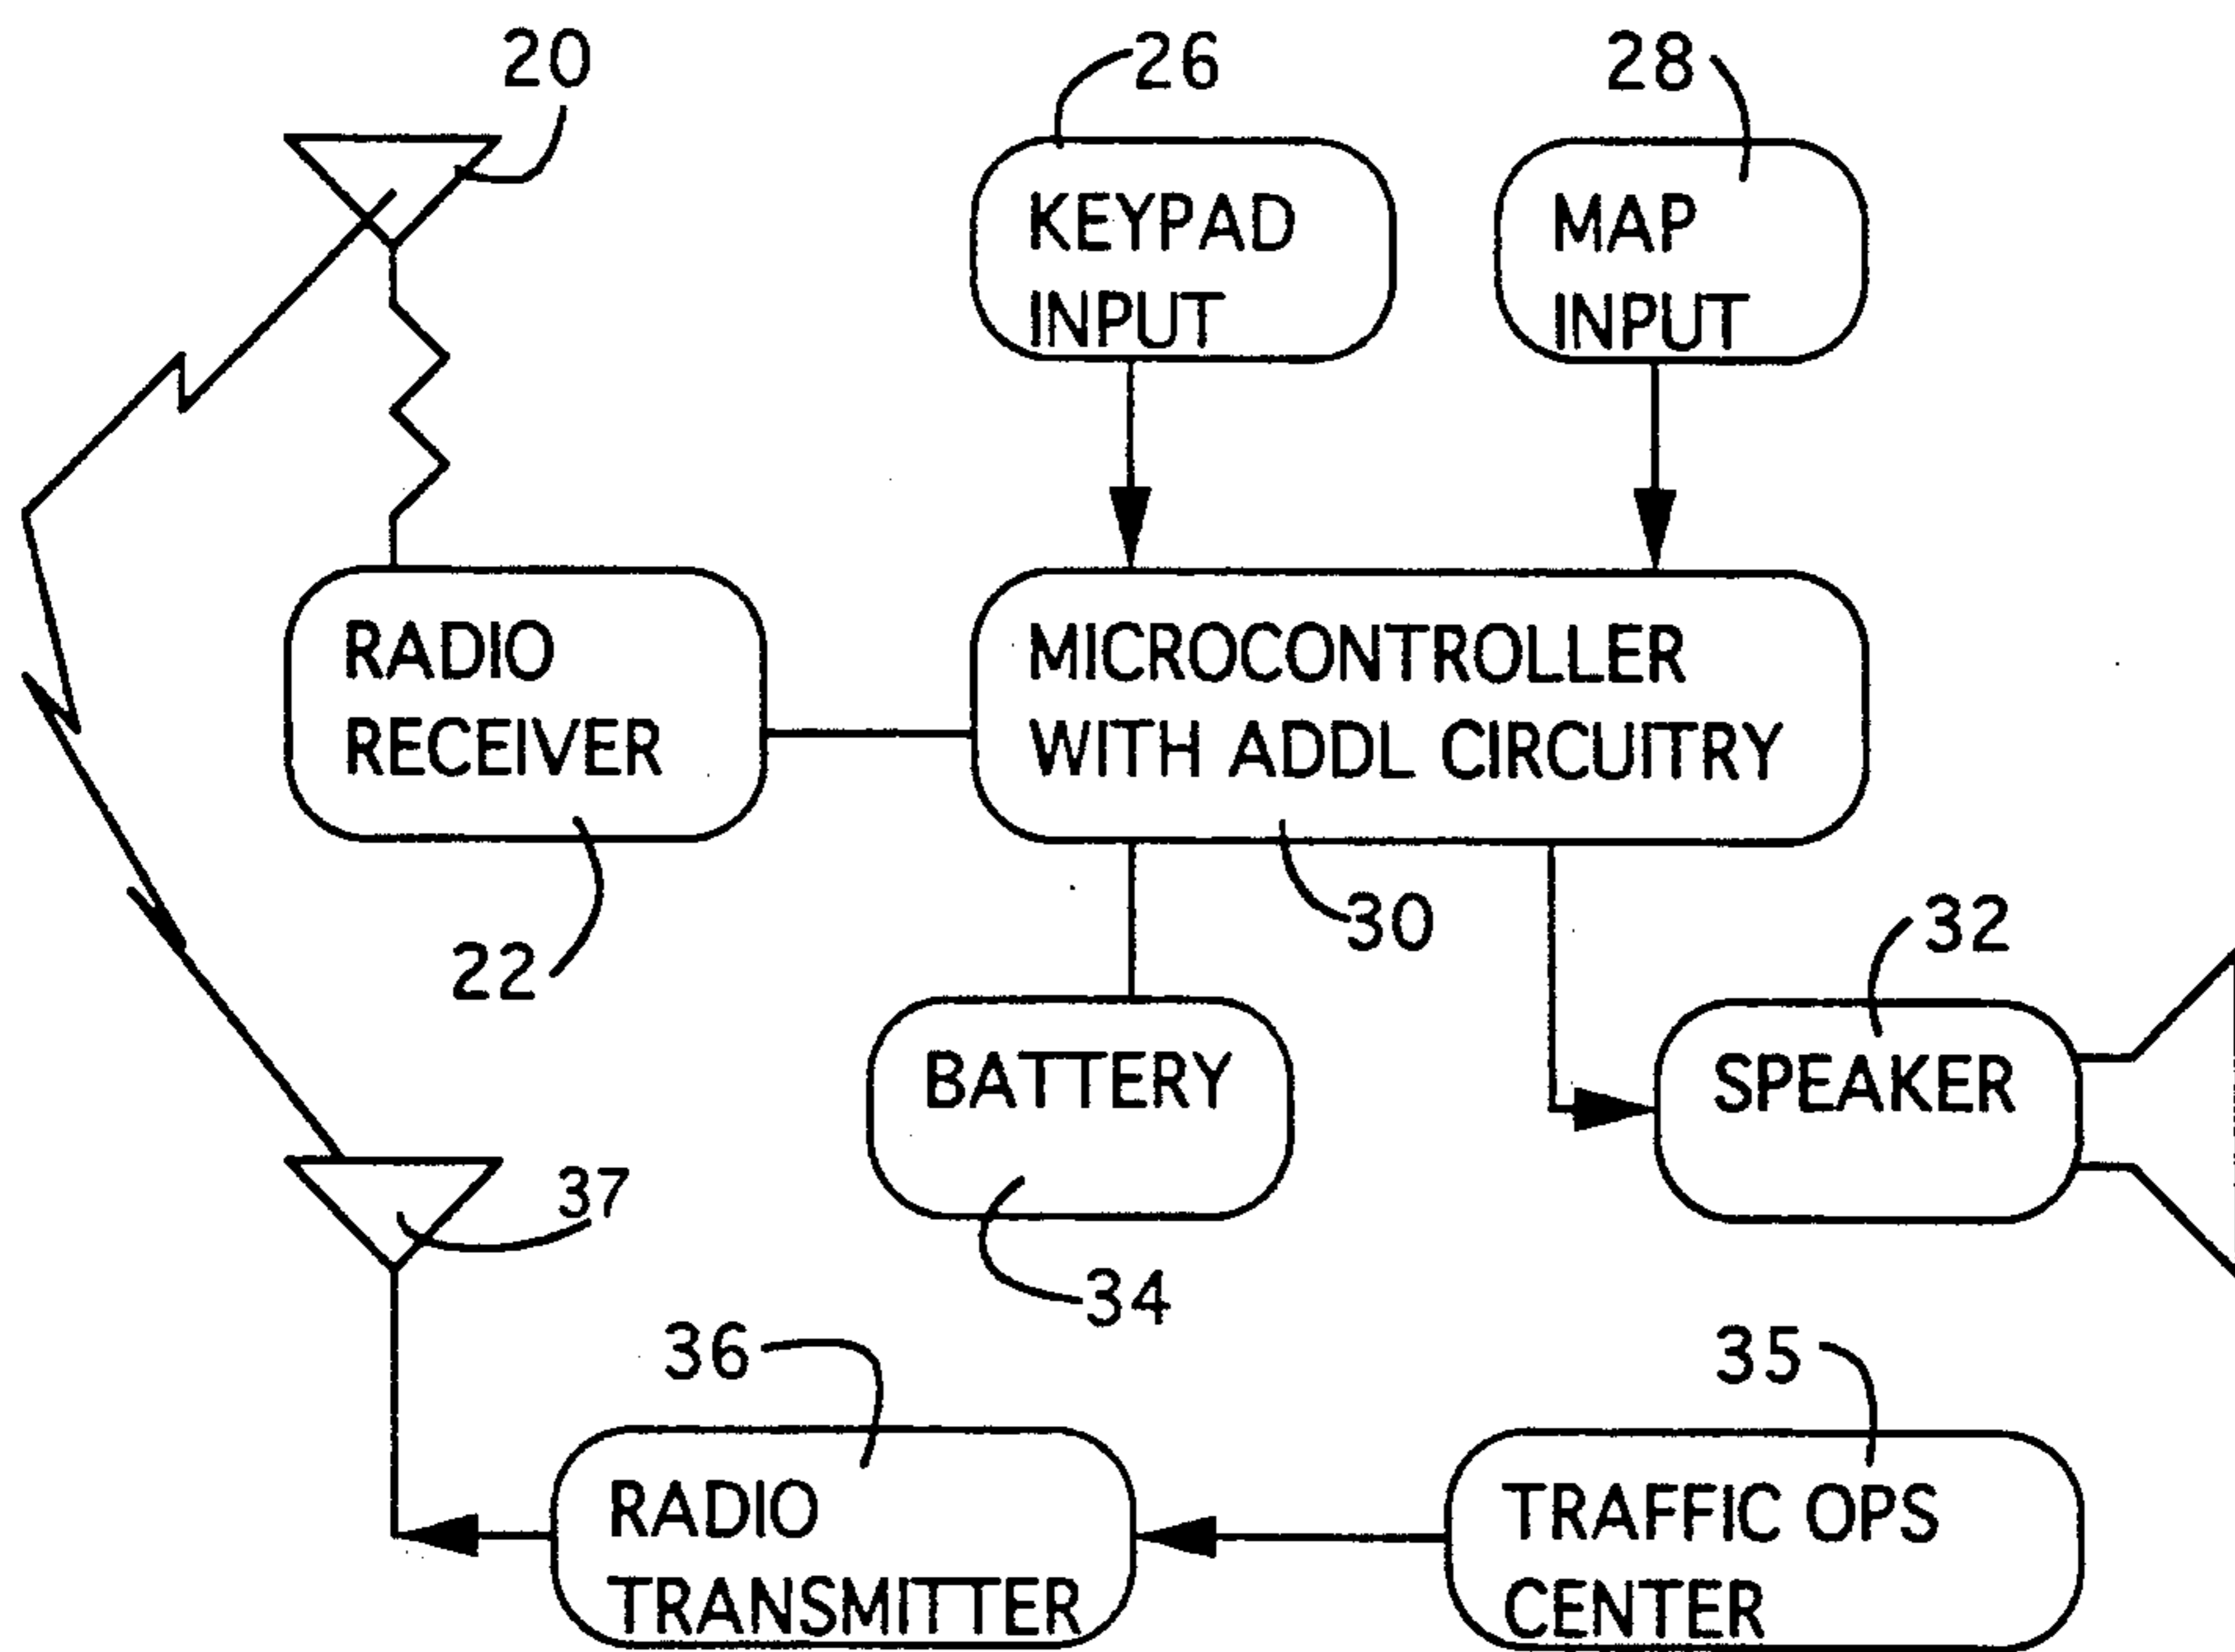 20
26
28
KEYPAD
INPUT
MAP
INPUT
RADIO
RECEIVER
MICROCONTROLLER
WITH ADDL CIRCUITRY
22
30
32
BATTERY
SPEAKER
37
34
36
35
RADIO
TRANSMITTER
TRAFFIC OPS
CENTER